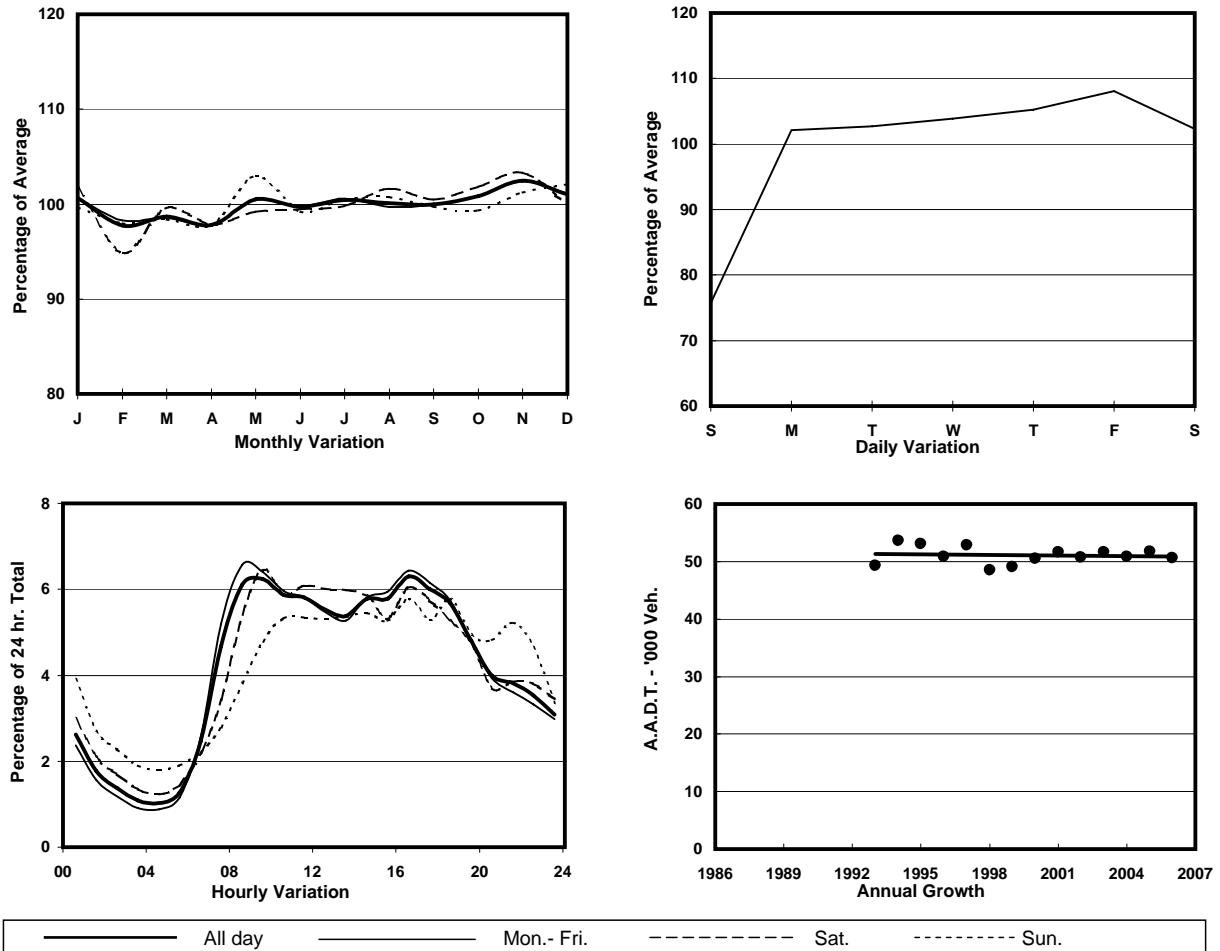 120
110
100
90
80
Percentage of Average
J F M A M J J A S O N D
Monthly Variation
120
110
100
90
80
70
60
Percentage of Average
S M T W T F S
Daily Variation
8
6
4
2
0
Percentage of 24 hr. Total
00 04 08 12 16 20 24
Hourly Variation
60
50
40
30
20
10
0
A.A.D.T. - '000 Veh.
1986 1989 1992 1995 1998 2001 2004 2007
Annual Growth
All day Mon.- Fri. Sat. Sun.